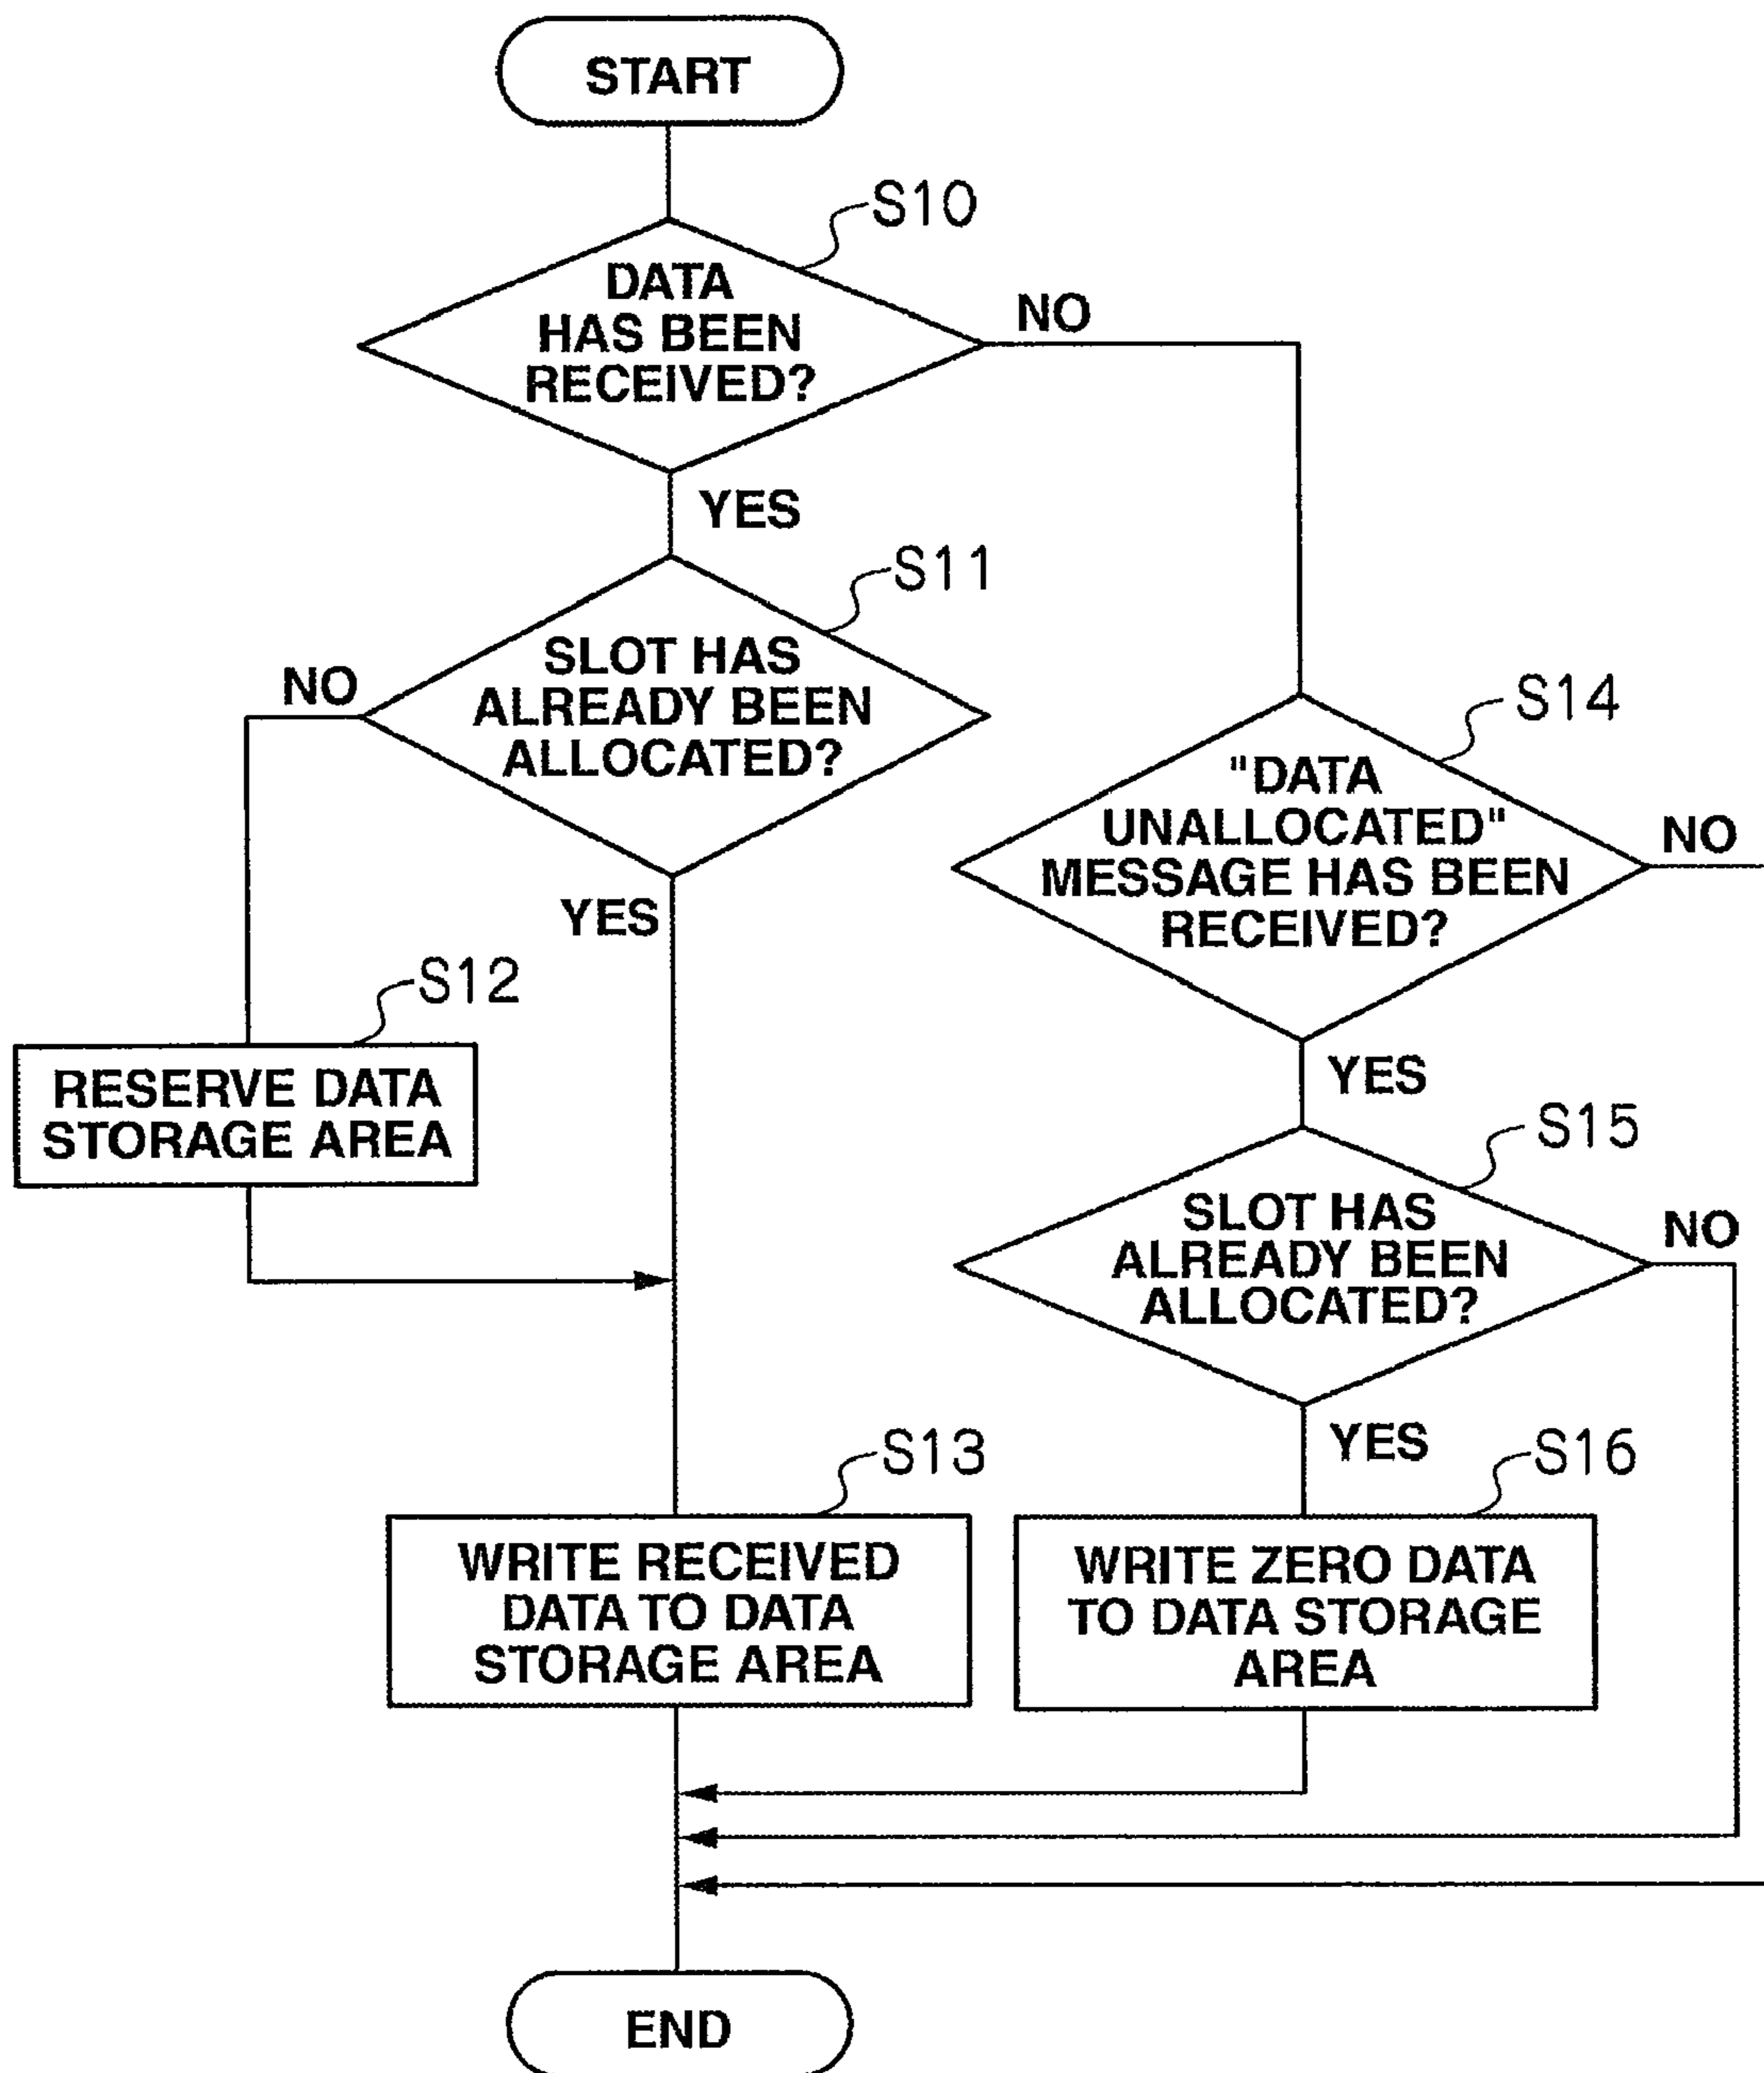 START
S10
DATA
HAS BEEN
RECEIVED?
NO
YES
S11
SLOT HAS
ALREADY BEEN
ALLOCATED?
NO
YES
S14
"DATA
UNALLOCATED"
MESSAGE HAS BEEN
RECEIVED?
NO
YES
S12
RESERVE DATA
STORAGE AREA
S15
SLOT HAS
ALREADY BEEN
ALLOCATED?
NO
YES
S13
WRITE RECEIVED
DATA TO DATA
STORAGE AREA
S16
WRITE ZERO DATA
TO DATA STORAGE
AREA
END